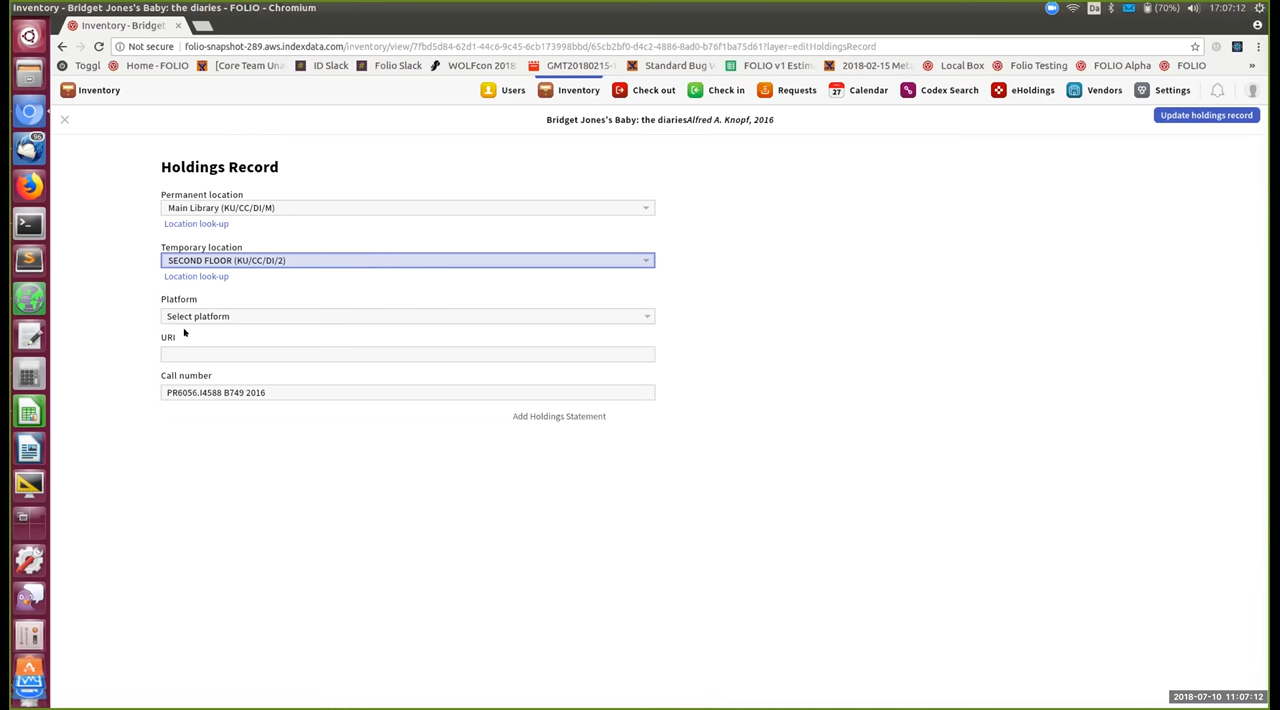 Inventory - Bridget Jones's Baby: the diaries - FOLIO - Chromium
Da
(70%)
17:07:12
Inventory - Bridget
Not secure
folio-snapshot-289.aws.indexdata.com/inventory/view/7fbd5d84-62d1-44c6-9c45-6cb173998bbd/65cb2bf0-d4c2-4886-8ad0-b76f1ba75d61?layer=editHoldingsRecord
Toggl
Home - FOLIO
[Core Team Una
ID Slack
Folio Slack
WOLFcon 2018
GMT20180215-
Standard Bug W
FOLIO v1 Estim
2018-02-15 Meta
Local Box
Folio Testing
FOLIO Alpha
FOLIO
»
Inventory
Users
Inventory
Check out
Check in
Requests
27
Calendar
Codex Search
eHoldings
Vendors
Settings
Bridget Jones's Baby: the diariesAlfred A. Knopf, 2016
Update holdings record
96
Holdings Record
Permanent location
Main Library (KU/CC/DI/M)
Location look-up
Temporary location
SECOND FLOOR (KU/CC/DI/2)
Location look-up
Platform
Select platform
URI
Call number
PR6056.I4588 B749 2016
Add Holdings Statement
2018-07-10 11:07:12